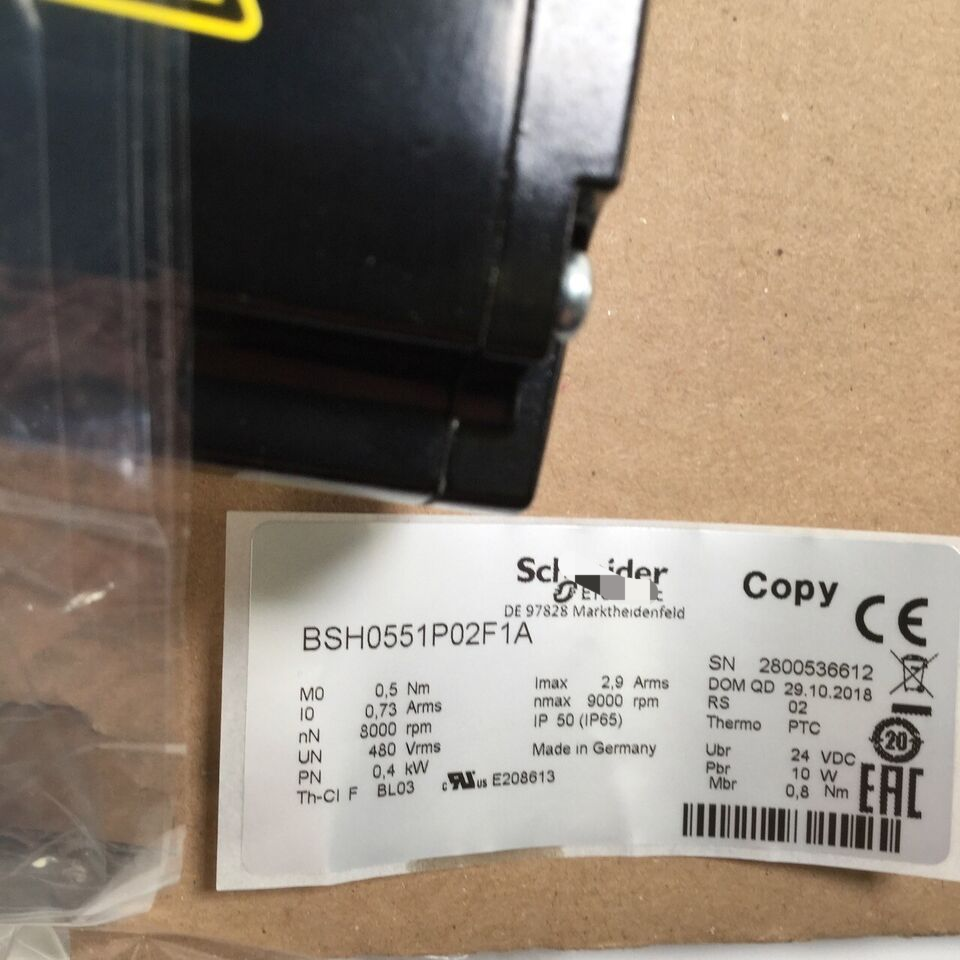 Copy
DE 97828 Marktheidenfeld
BSH0551P02F1A
M0 0,5 Nm
I0 0,73 Arms
nN 8000 rpm
UN 480 Vrms
PN 0,4 kW
Th-Cl F BL03
Imax 2,9 Arms
nmax 9000 rpm
IP 50 (IP65)
Made in Germany
c RU us E208613
SN 2800536612
DOM QD 29.10.2018
RS 02
Thermo PTC
Ubr 24 VDC
Pbr 10 W
Mbr 0,8 Nm
CE
20
EAC